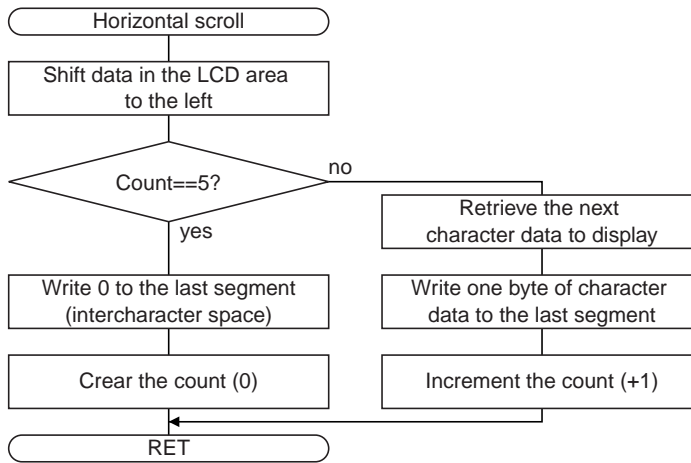 Horizontal scroll
Shift data in the LCD area
to the left
Count==5?
no
yes
Retrieve the next
character data to display
Write 0 to the last segment
(intercharacter space)
Write one byte of character
data to the last segment
Crear the count (0)
Increment the count (+1)
RET